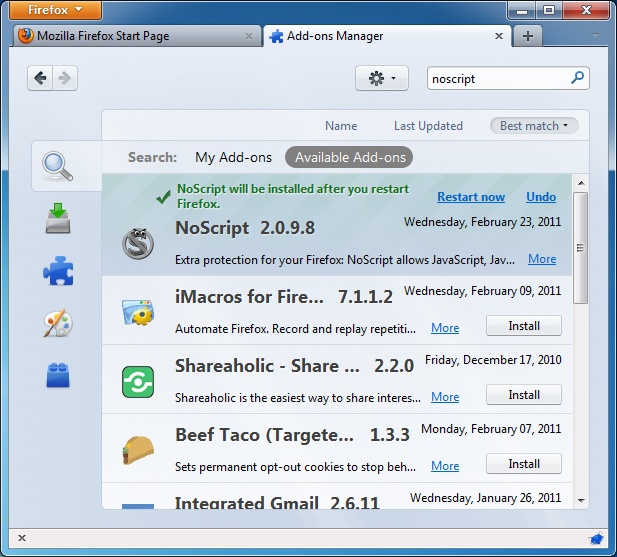 Firefox
Mozilla Firefox Start Page
Add-ons Manager
noscript
Name Last Updated Best match
Search: My Add-ons Available Add-ons
NoScript will be installed after you restart
Firefox.
Restart now Undo
NoScript 2.0.9.8
Wednesday, February 23, 2011
Extra protection for your Firefox: NoScript allows JavaScript, Jav... More
iMacros for Fire... 7.1.1.2
Wednesday, February 09, 2011
Automate Firefox. Record and replay repetiti... More Install
Shareaholic - Share ... 2.2.0
Friday, December 17, 2010
Shareaholic is the easiest way to share interes... More Install
Beef Taco (Targete... 1.3.3
Monday, February 07, 2011
Sets permanent opt-out cookies to stop beh... More Install
Integrated Gmail 2.6.11
Wednesday, January 26, 2011